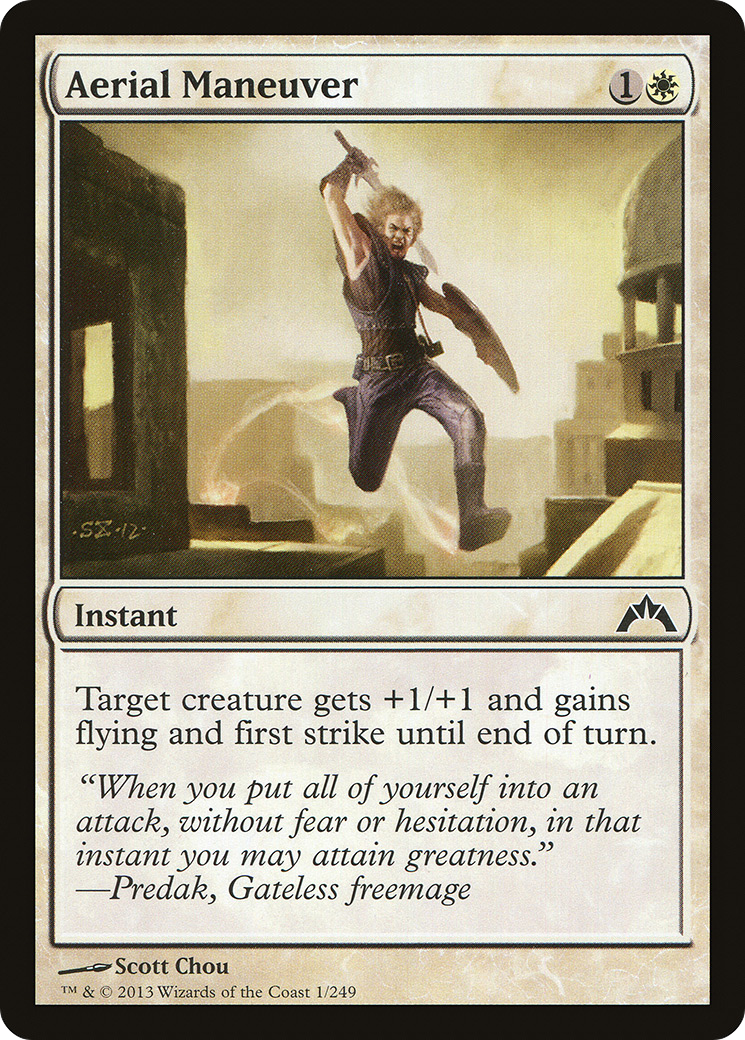 Aerial Maneuver 1
·SZ·12·
Instant
Target creature gets +1/+1 and gains
flying and first strike until end of turn.
“When you put all of yourself into an
attack, without fear or hesitation, in that
instant you may attain greatness.”
—Predak, Gateless freemage
Scott Chou
™ & © 2013 Wizards of the Coast 1/249